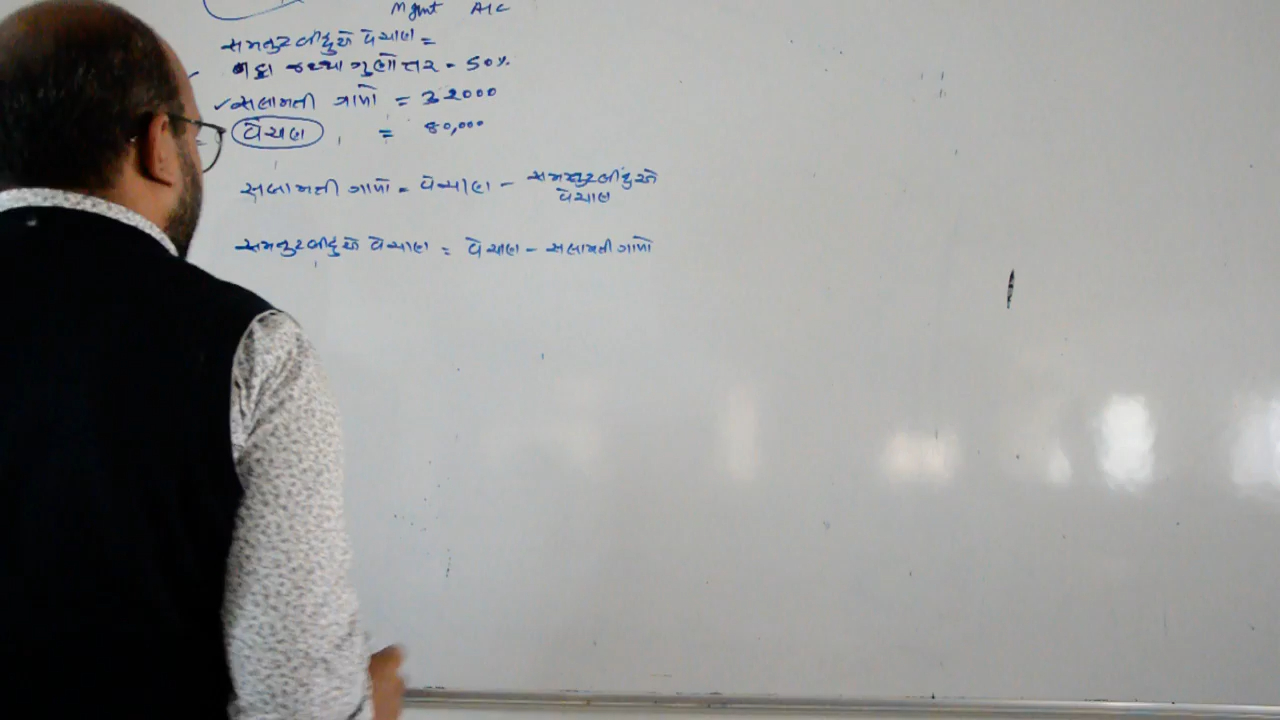 Mgmt A/c
સમતુટબીંદુએ વેચાણ =
નફા જથ્થા ગુણોત્તર = 50%
✓ સલામતી ગાળો = 32000
વેચાણ = 80,000
સલામતી ગાળો = વેચાણ - સમતુટબીંદુએ વેચાણ
સમતુટબીંદુએ વેચાણ = વેચાણ - સલામતી ગાળો